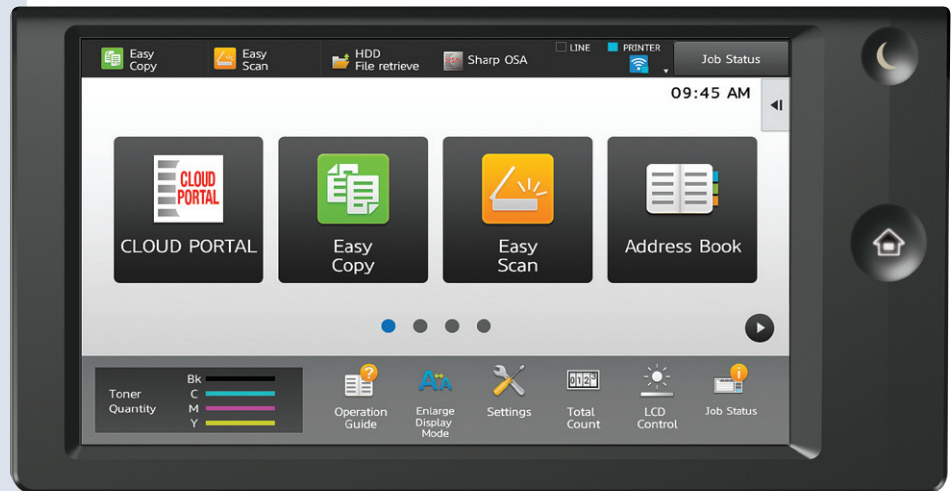 Easy
Copy
Easy
Scan
HDD
File retrieve
Sharp OSA
LINE
PRINTER
Job Status
09:45 AM
CLOUD
PORTAL
CLOUD PORTAL
Easy
Copy
Easy
Scan
Address Book
Toner
Quantity
Bk
C
M
Y
Operation
Guide
Enlarge
Display
Mode
Settings
Total
Count
LCD
Control
Job Status